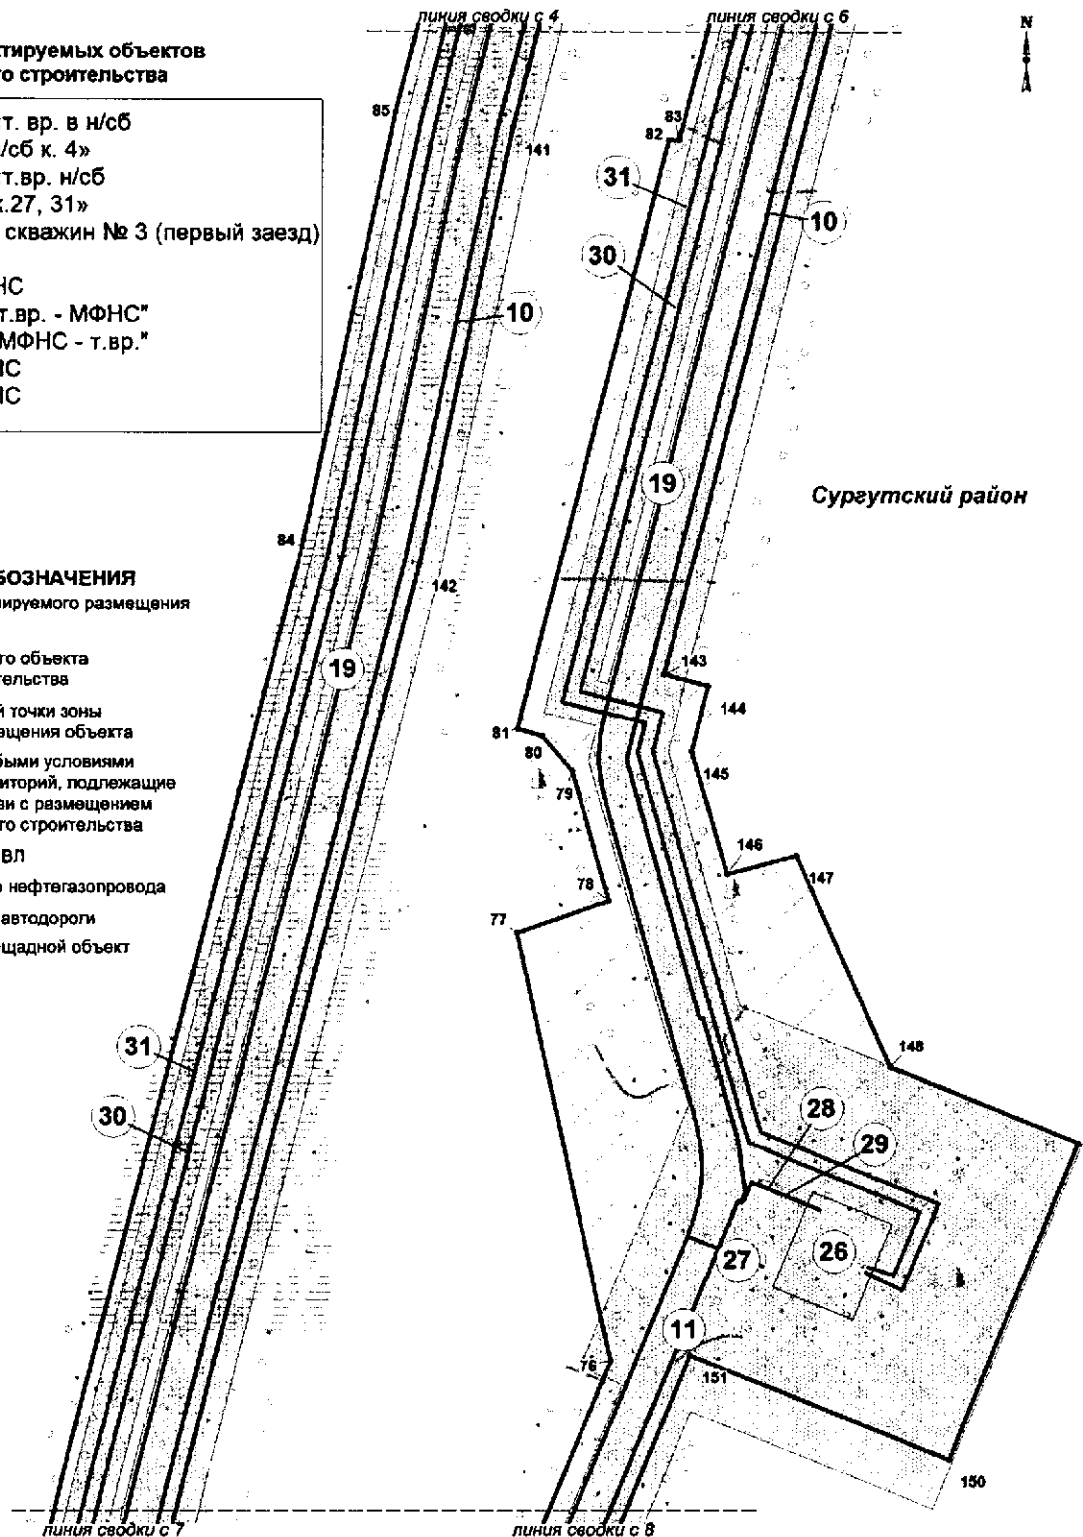 линия сводки с 4
линия сводки с 6
N
ктируемых объектов
го строительства
т. вр. в н/сб
/сб к. 4»
т.вр. н/сб
к.27, 31»
скважин № 3 (первый заезд)
НС
т.вр. - МФНС"
МФНС - т.вр."
НС
НС
85
141
82
83
31
10
30
10
19
Сургутский район
84
142
БОЗНАЧЕНИЯ
нируемого размещения
го объекта
тельства
й точки зоны
ещения объекта
быми условиями
иторий, подлежащие
зи с размещением
го строительства
ВЛ
о нефтегазопровода
автодороги
щадной объект
19
143
144
81
80
145
79
146
147
78
77
31
148
30
28
29
27
26
11
76
151
150
линия сводки с 7
линия сводки с 8